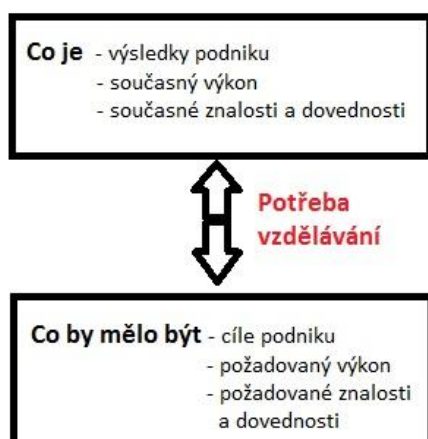 Co je - výsledky podniku
- současný výkon
- současné znalosti a dovednosti
Potřeba
vzdělávání
Co by mělo být - cíle podniku
- požadovaný výkon
- požadované znalosti
a dovednosti